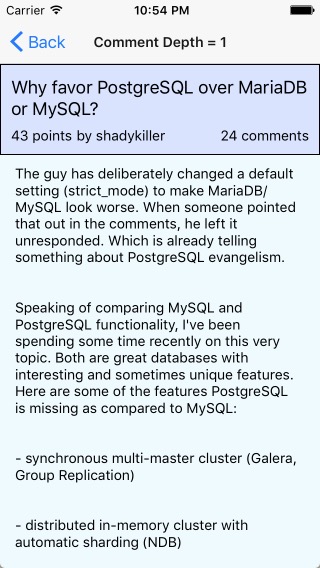 Carrier 10:54 PM
Back Comment Depth = 1
Why favor PostgreSQL over MariaDB
or MySQL?
43 points by shadykiller 24 comments
The guy has deliberately changed a default
setting (strict_mode) to make MariaDB/
MySQL look worse. When someone pointed
that out in the comments, he left it
unresponded. Which is already telling
something about PostgreSQL evangelism.
Speaking of comparing MySQL and
PostgreSQL functionality, I've been
spending some time recently on this very
topic. Both are great databases with
interesting and sometimes unique features.
Here are some of the features PostgreSQL
is missing as compared to MySQL:
- synchronous multi-master cluster (Galera,
Group Replication)
- distributed in-memory cluster with
automatic sharding (NDB)